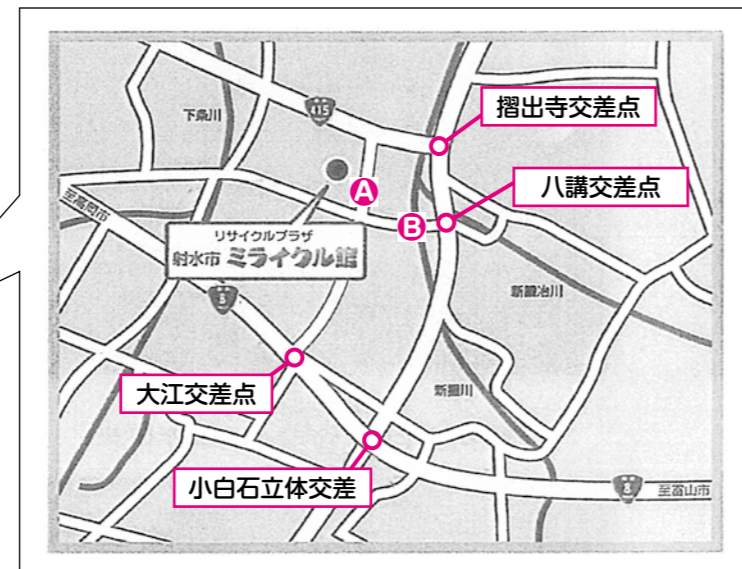 摺出寺交差点
415
下条川
八講交差点
A
至高岡市
B
リサイクルプラザ
射水市 ミライクル館
8
新鍛冶川
大江交差点
新堀川
小白石立体交差
8
至富山市